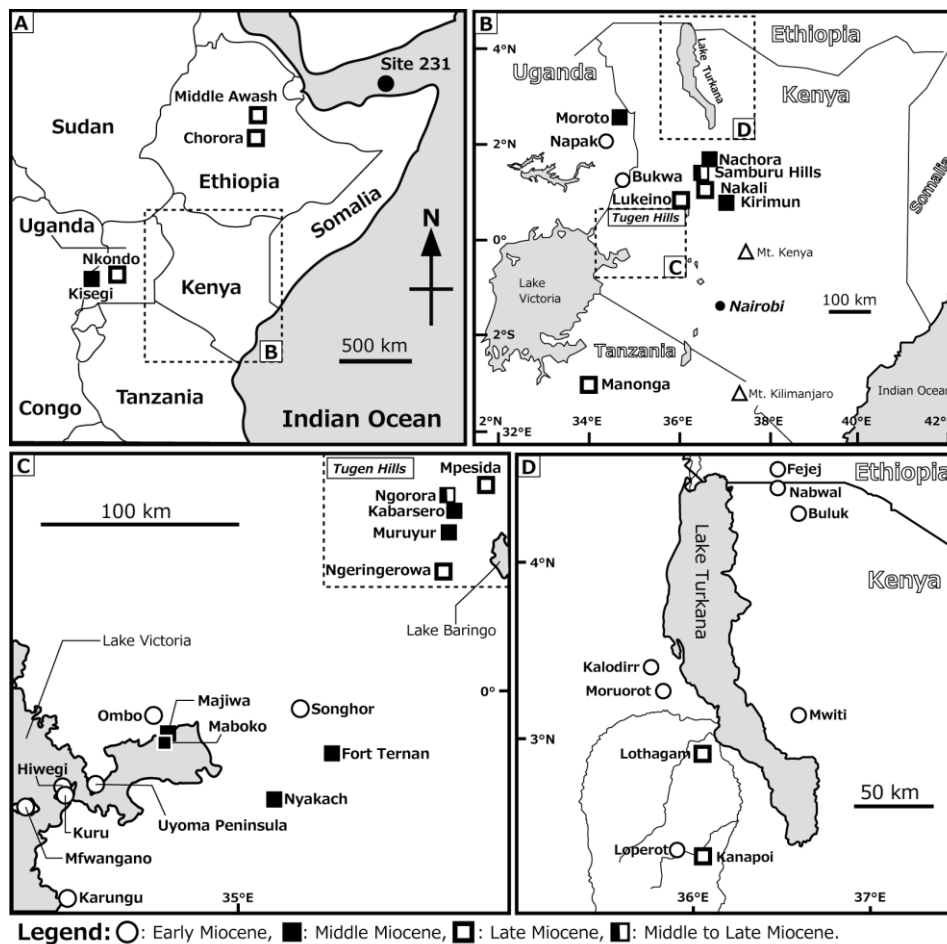 A
Site 231
Middle Awash
Chorora
Sudan
Ethiopia
Somalia
Uganda
Nkondo
Kisegi
Kenya
N
B
500 km
Congo
Tanzania
Indian Ocean
B
4°N
Ethiopia
Lake Turkana
Uganda
Kenya
Moroto
Napak
D
2°N
Nachora
Bukwa
Samburu Hills
Nakali
Lukeino
Kirimun
Tugen Hills
Somalia
0°
Mt. Kenya
C
Lake
Victoria
Nairobi
100 km
2°S
Tanzania
Manonga
Mt. Kilimanjaro
Indian Ocean
2°N
32°E
34°E
36°E
38°E
40°E
42°E
C
Tugen Hills
Mpesida
Ngorora
Kabarsero
100 km
Muruyur
Ngeringerowa
Lake Baringo
Lake Victoria
0°
Majiwa
Ombo
Songhor
Maboko
Fort Ternan
Hiwegi
Nyakach
Uyoma Peninsula
Kuru
Mfwangano
Karungu
35°E
D
Fejej
Ethiopia
Nabwal
Buluk
4°N
Lake Turkana
Kenya
Kalodirr
Moruorot
Mwiti
3°N
Lothagam
50 km
Løperot
Kanapoi
36°E
37°E
Legend: : Early Miocene, : Middle Miocene, : Late Miocene, : Middle to Late Miocene.